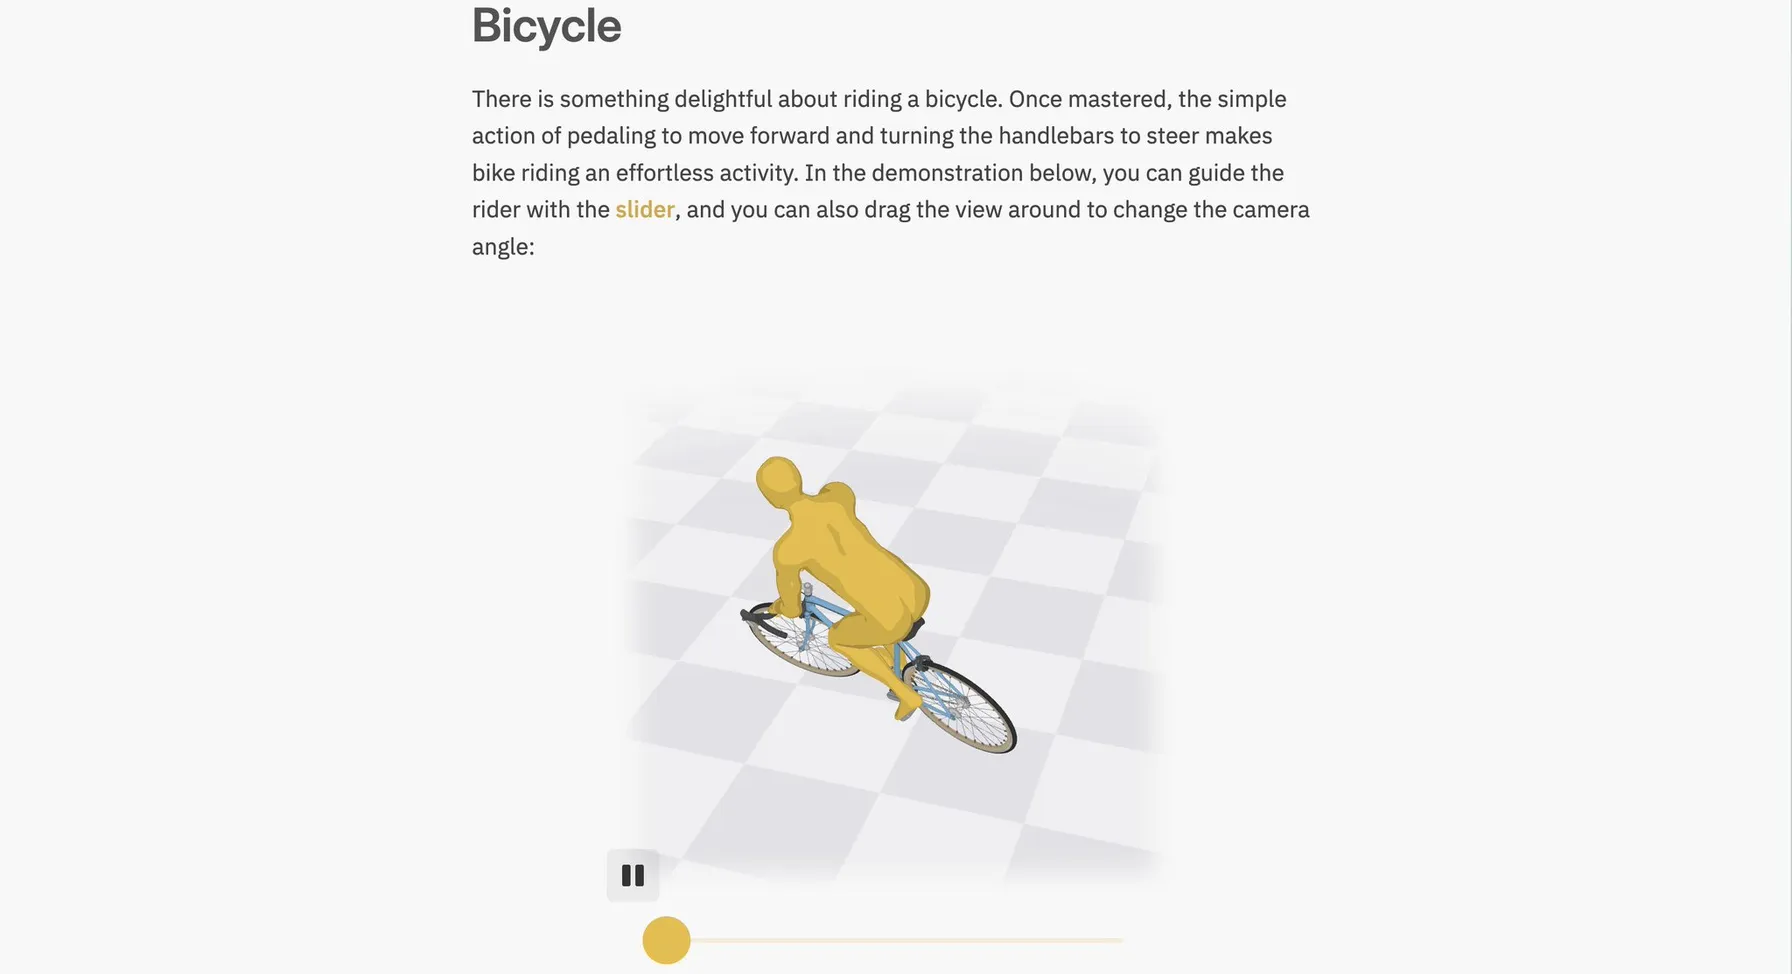 Bicycle
There is something delightful about riding a bicycle. Once mastered, the simple
action of pedaling to move forward and turning the handlebars to steer makes
bike riding an effortless activity. In the demonstration below, you can guide the
rider with the slider, and you can also drag the view around to change the camera
angle: